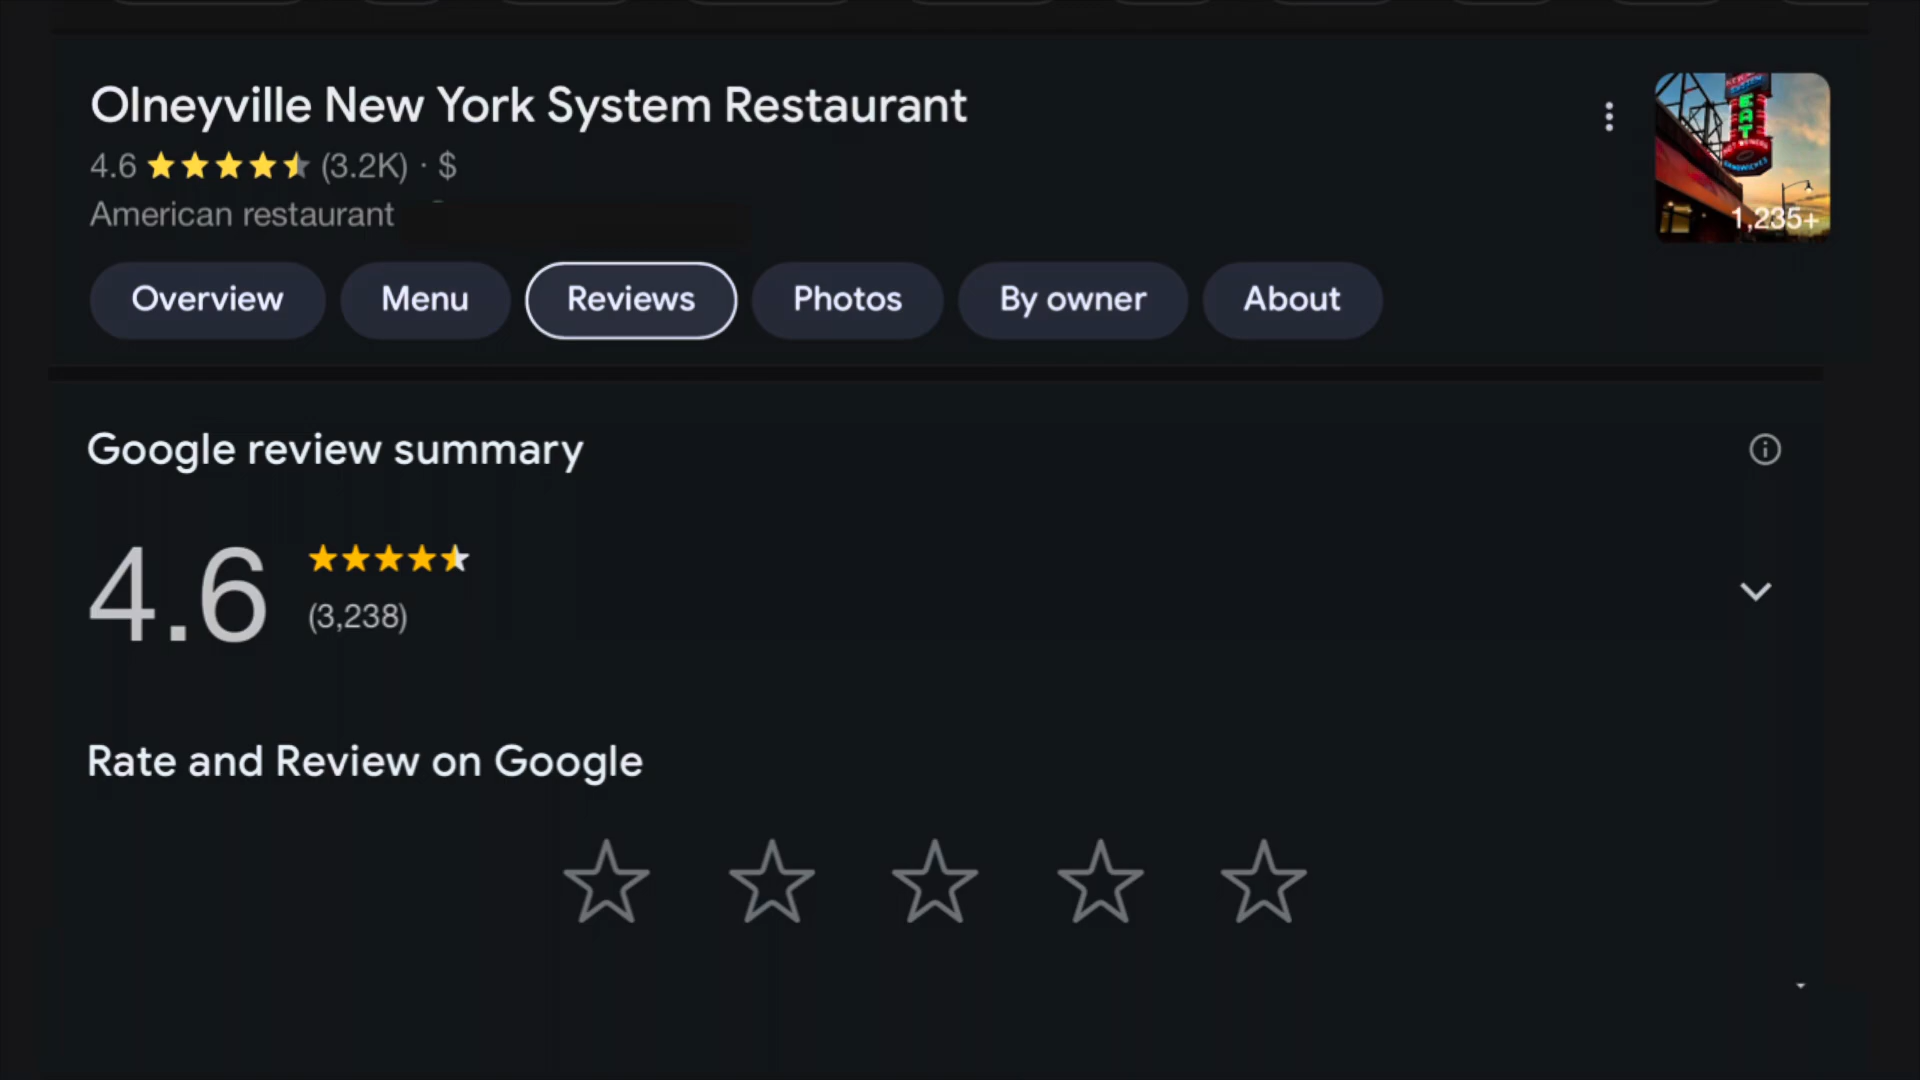 Olneyville New York System Restaurant
4.6 (3.2K) · $
American restaurant
EAT
1,235+
Overview
Menu
Reviews
Photos
By owner
About
Google review summary
4.6
(3,238)
Rate and Review on Google